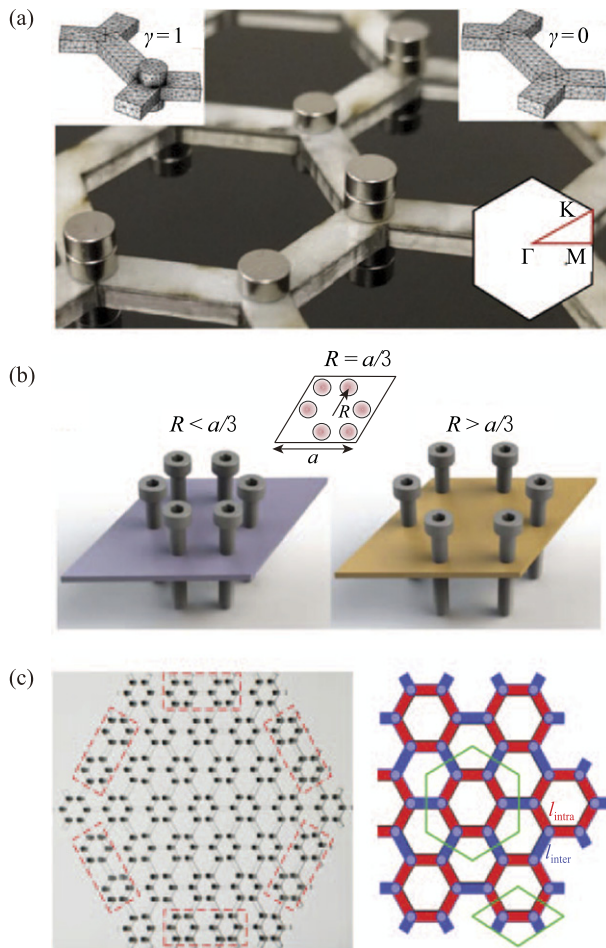 (a)
γ = 1
γ = 0
K
Γ
M
(b)
R = a/3
R < a/3
R
R > a/3
a
(c)
l_intra
l_inter